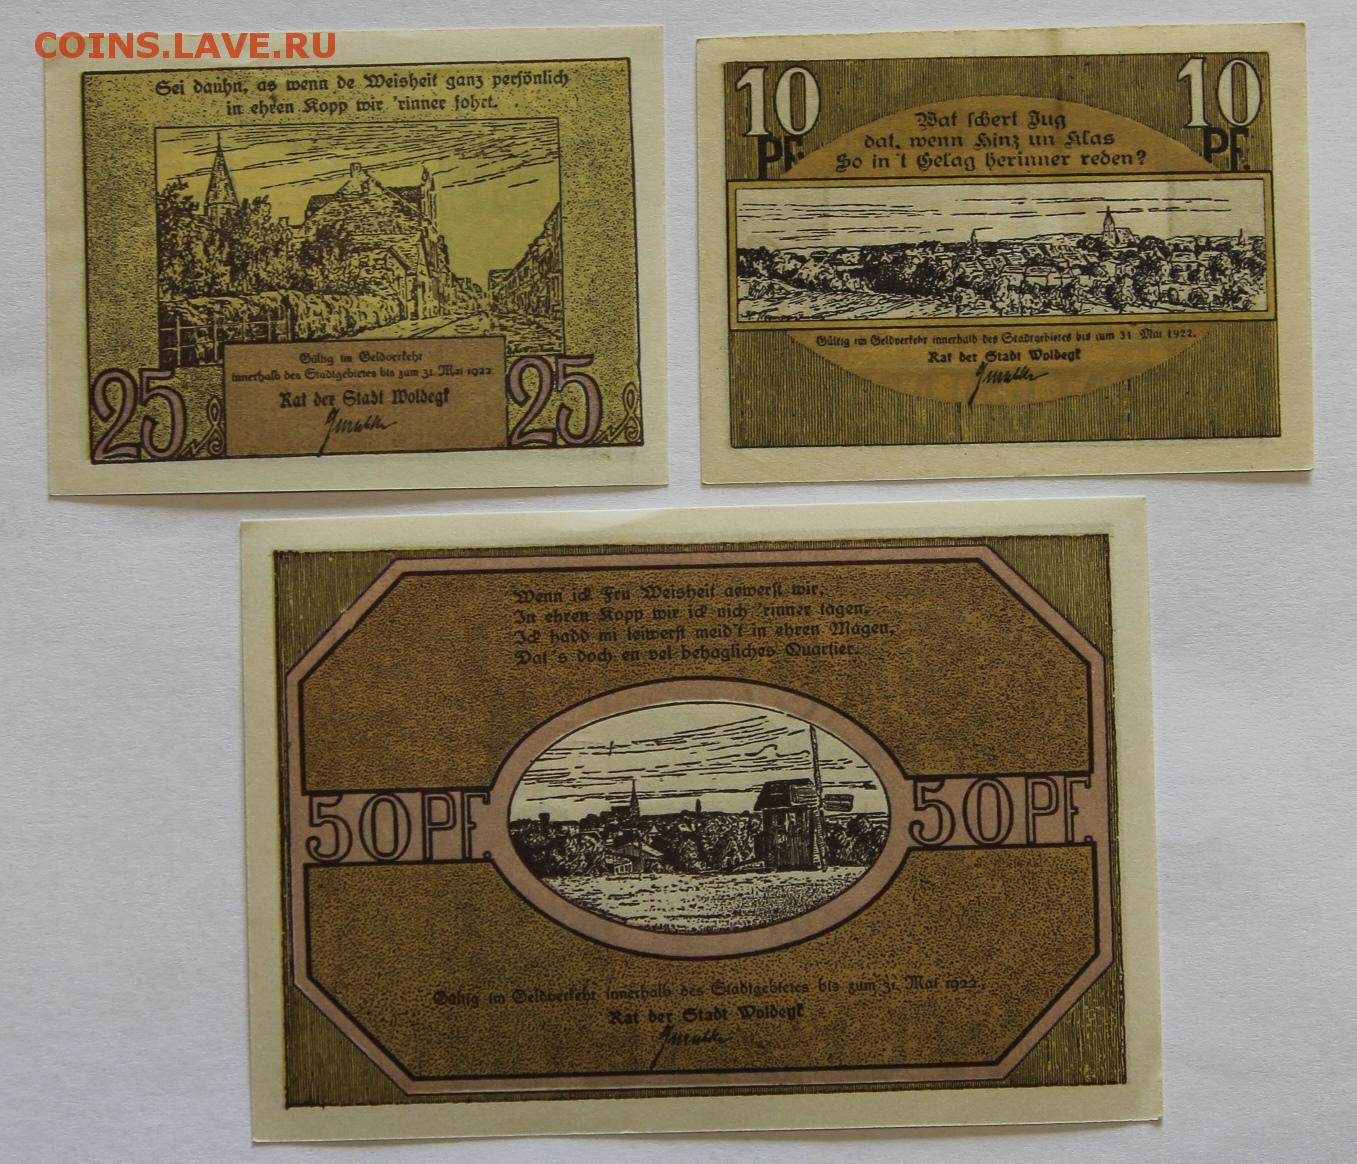 COINS.LAVE.RU
Sei dauhn, as wenn de Weisheit ganz persönlich
in ehren Kopp wir 'rinner fohrt.
Gültig im Geldverkehr
innerhalb des Stadtgebietes bis zum 31. Mai 1922.
Rat der Stadt Woldegk
25
25
10
PF.
10
PF.
Wat schert Jug
dat, wenn Hinz un Klas
So in 't Gelag herinner reden?
Gültig im Geldverkehr innerhalb des Stadtgebietes bis zum 31. Mai 1922.
Rat der Stadt Woldegk
Wenn ick Fru Weisheit gewerst wir,
In ehren Kopp wir ick nich 'rinner tagen,
Ick hadd mi leiwerst meid't in ehren Magen,
Dat's doch en vel behagliches Quartier.
50 PF.
50 PF.
Gültig im Geldverkehr innerhalb des Stadtgebietes bis zum 31. Mai 1922.
Rat der Stadt Woldegk